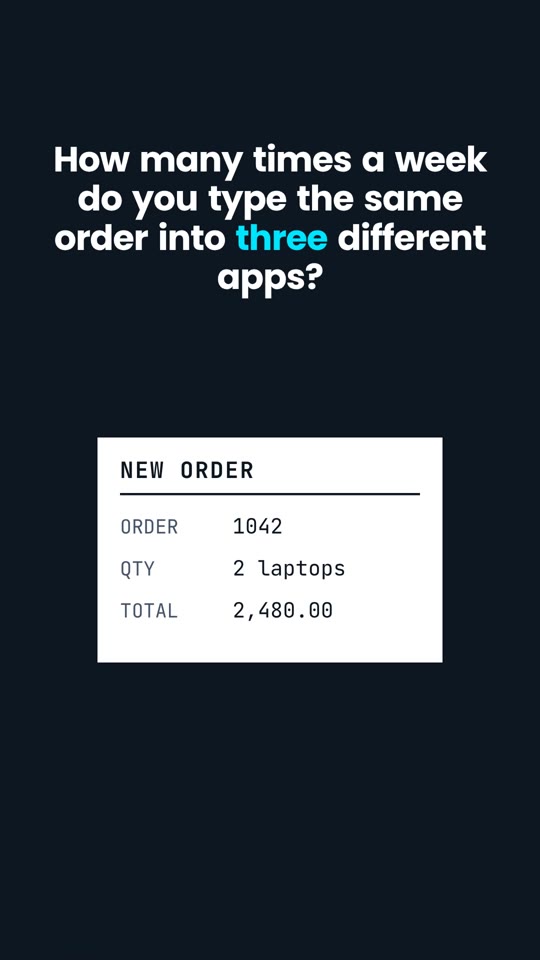 How many times a week
do you type the same
order into three different
apps?
NEW ORDER
ORDER 1042
QTY 2 laptops
TOTAL 2,480.00